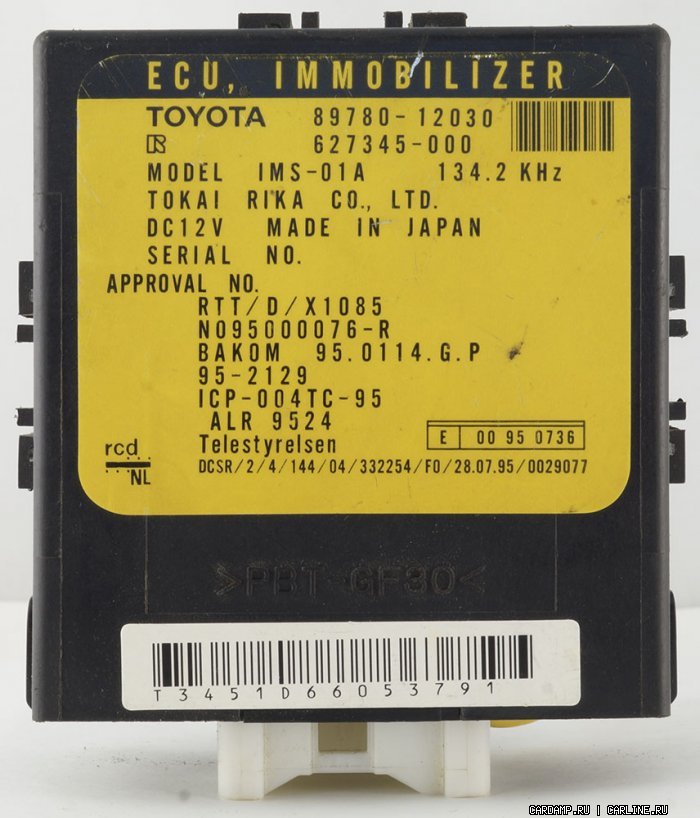 ECU, IMMOBILIZER
TOYOTA 89780-12030
627345-000
MODEL IMS-01A 134.2 KHz
TOKAI RIKA CO., LTD.
DC12V MADE IN JAPAN
SERIAL NO.
APPROVAL NO.
RTT/D/X1085
N095000076-R
BAKOM 95.0114.G.P
95-2129
ICP-004TC-95
ALR 9524
Telestyrelsen
E 00 95 0736
rcd
NL
DCSR/2/4/144/04/332254/FO/28.07.95/0029077
>PBT-GF30<
T3451D66053791
CARDAMP.RU | CARLINE.RU